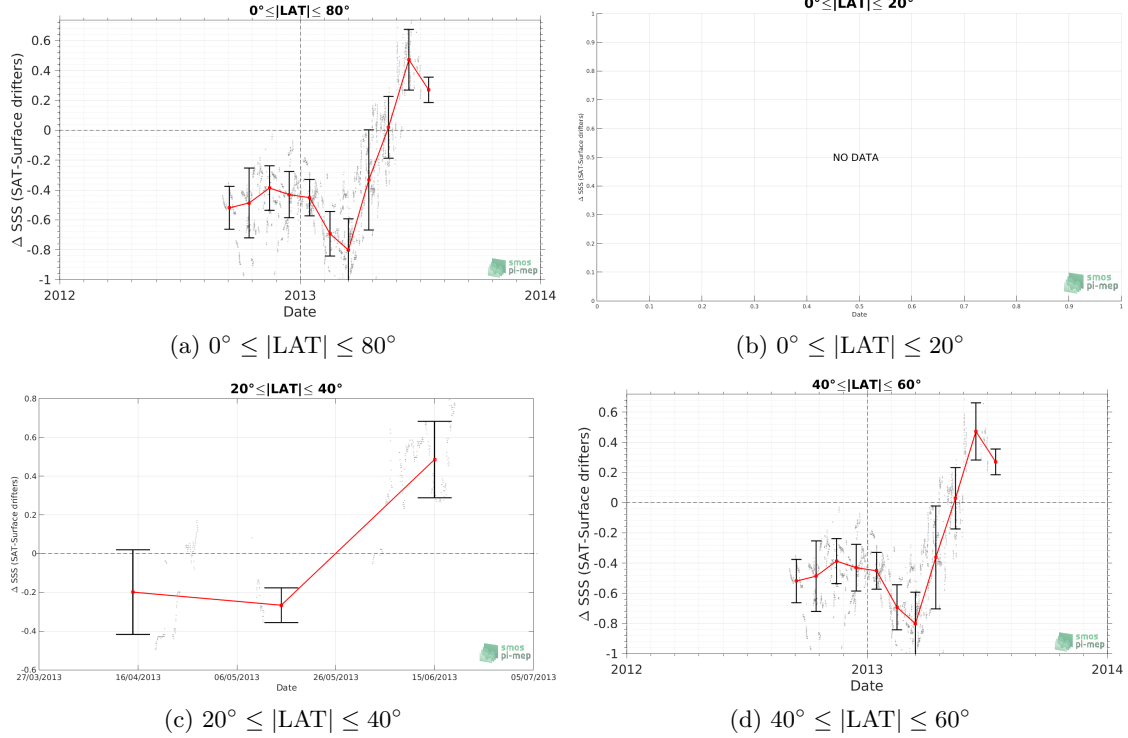 0°≤|LAT|≤ 80°
0.6
0.4
0.2
0
-0.2
-0.4
-0.6
-0.8
-1
Δ SSS (SAT-Surface drifters)
2012
2013
2014
Date
smos
pi-mep
(a) 0° ≤ |LAT| ≤ 80°
0°≤|LAT|≤ 20°
1
0.9
0.8
0.7
0.6
0.5
0.4
0.3
0.2
0.1
0
Δ SSS (SAT-Surface drifters)
NO DATA
0 0.1 0.2 0.3 0.4 0.5 0.6 0.7 0.8 0.9 1
Date
smos
pi-mep
(b) 0° ≤ |LAT| ≤ 20°
20°≤|LAT|≤ 40°
0.8
0.6
0.4
0.2
0
-0.2
-0.4
-0.6
Δ SSS (SAT-Surface drifters)
27/03/2013 16/04/2013 06/05/2013 26/05/2013 15/06/2013 05/07/2013
Date
smos
pi-mep
(c) 20° ≤ |LAT| ≤ 40°
40°≤|LAT|≤ 60°
0.6
0.4
0.2
0
-0.2
-0.4
-0.6
-0.8
-1
Δ SSS (SAT-Surface drifters)
2012
2013
2014
Date
smos
pi-mep
(d) 40° ≤ |LAT| ≤ 60°